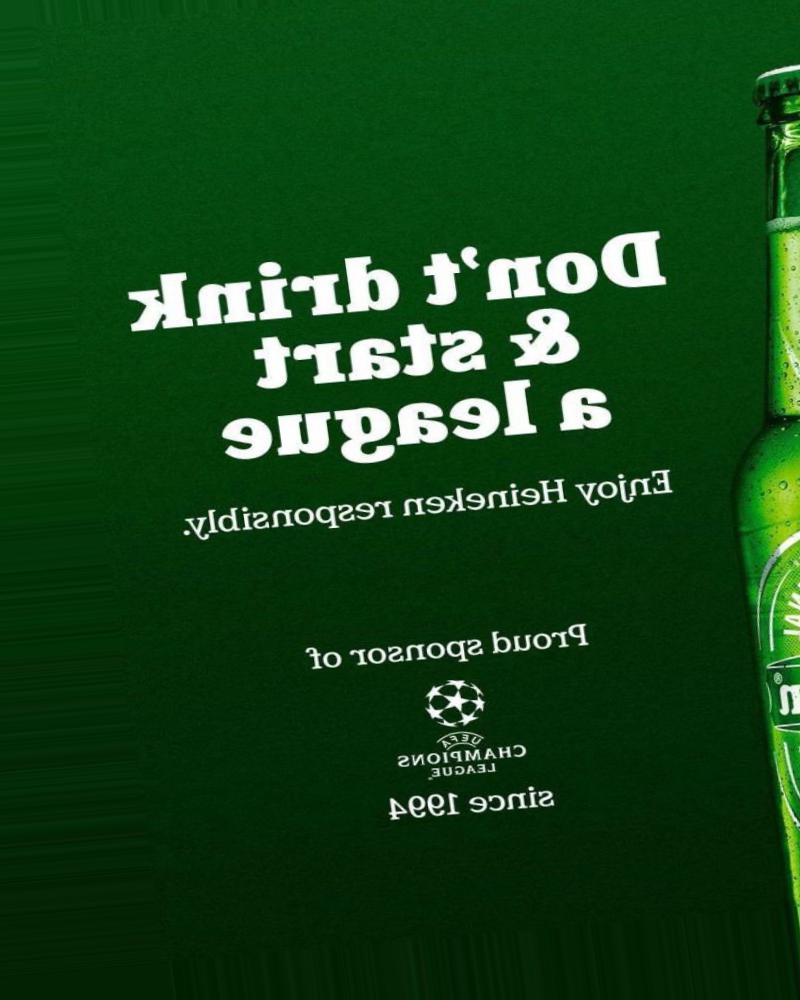 Don't drink
& start
a league
Enjoy Heineken responsibly.
Proud sponsor of
UEFA
CHAMPIONS
LEAGUE
since 1994